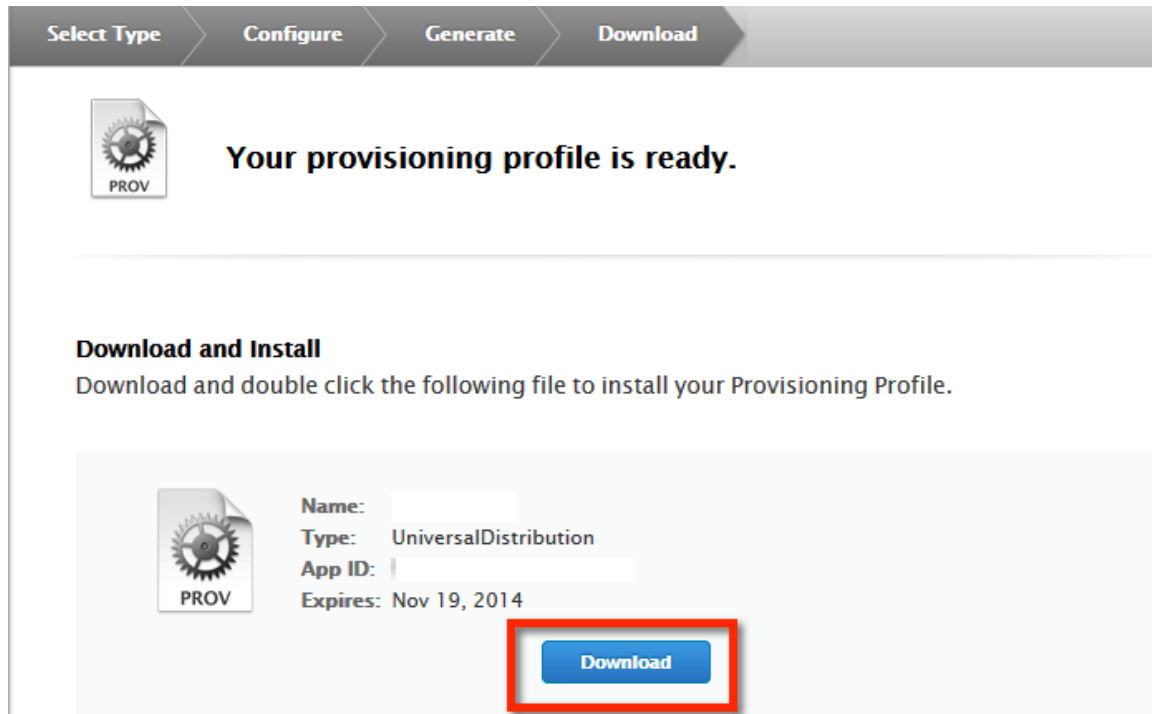 Select Type Configure Generate Download
PROV
Your provisioning profile is ready.
Download and Install
Download and double click the following file to install your Provisioning Profile.
PROV
Name:
Type: UniversalDistribution
App ID:
Expires: Nov 19, 2014
Download